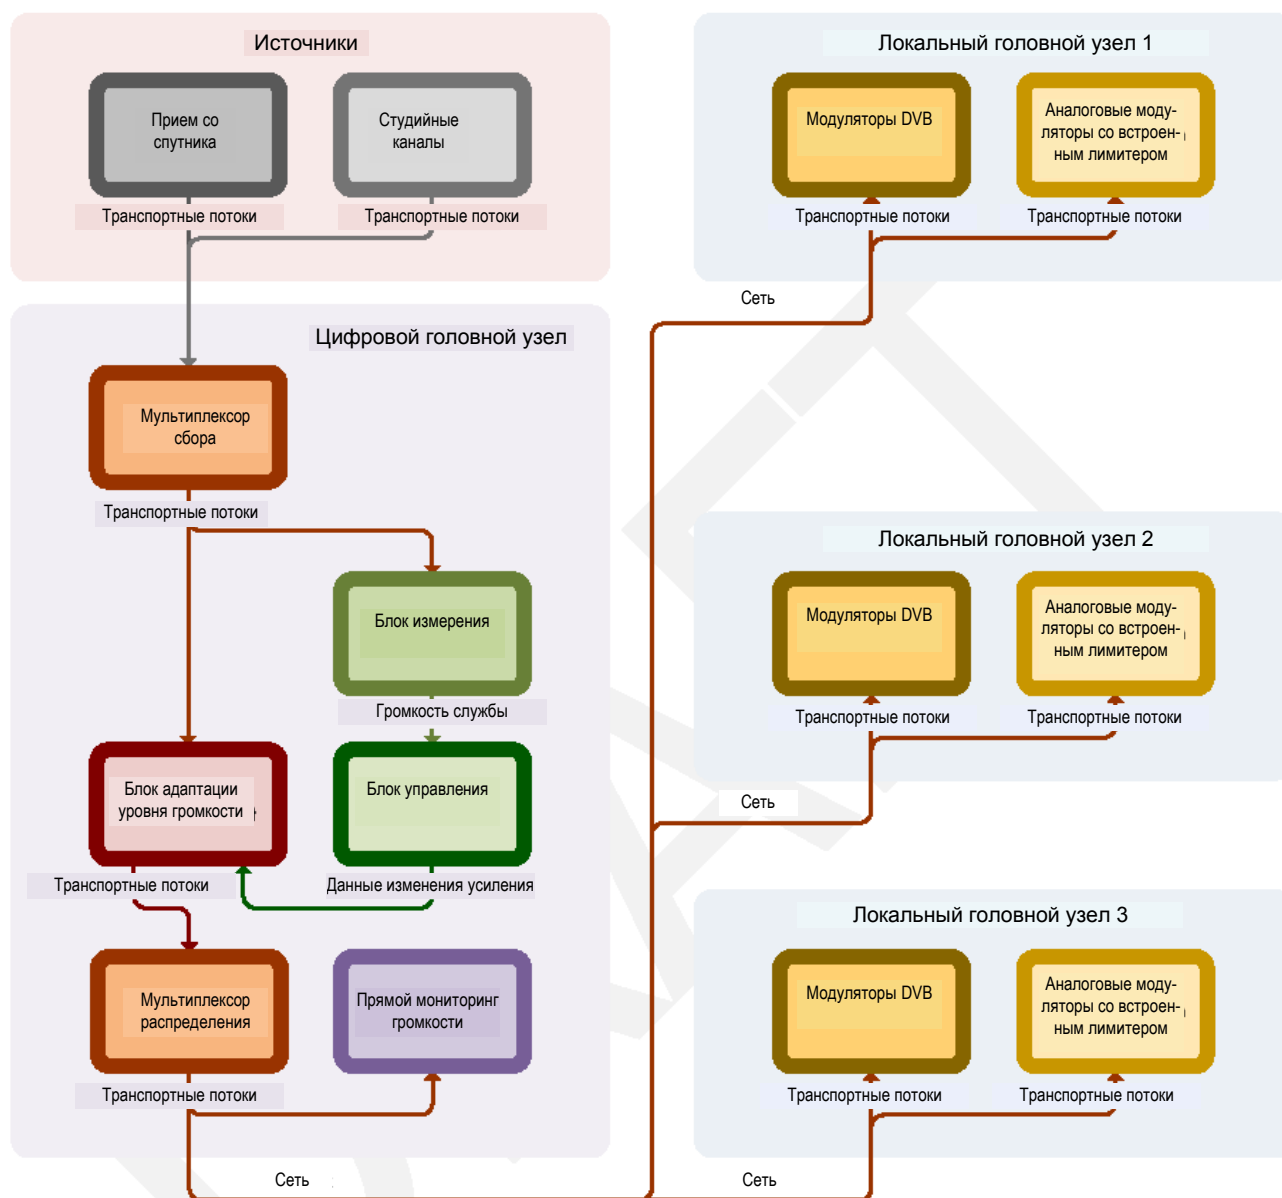 Источники
Прием со
спутника
Студийные
каналы
Транспортные потоки
Транспортные потоки
Цифровой головной узел
Мультиплексор
сбора
Транспортные потоки
Блок измерения
Громкость службы
Блок адаптации
уровня громкости
Блок управления
Транспортные потоки
Данные изменения усиления
Мультиплексор
распределения
Прямой мониторинг
громкости
Транспортные потоки
Сеть
Локальный головной узел 1
Модуляторы DVB
Аналоговые моду-
ляторы со встроен-
ным лимитером
Транспортные потоки
Транспортные потоки
Сеть
Локальный головной узел 2
Модуляторы DVB
Аналоговые моду-
ляторы со встроен-
ным лимитером
Транспортные потоки
Транспортные потоки
Сеть
Локальный головной узел 3
Модуляторы DVB
Аналоговые моду-
ляторы со встроен-
ным лимитером
Транспортные потоки
Транспортные потоки
Сеть